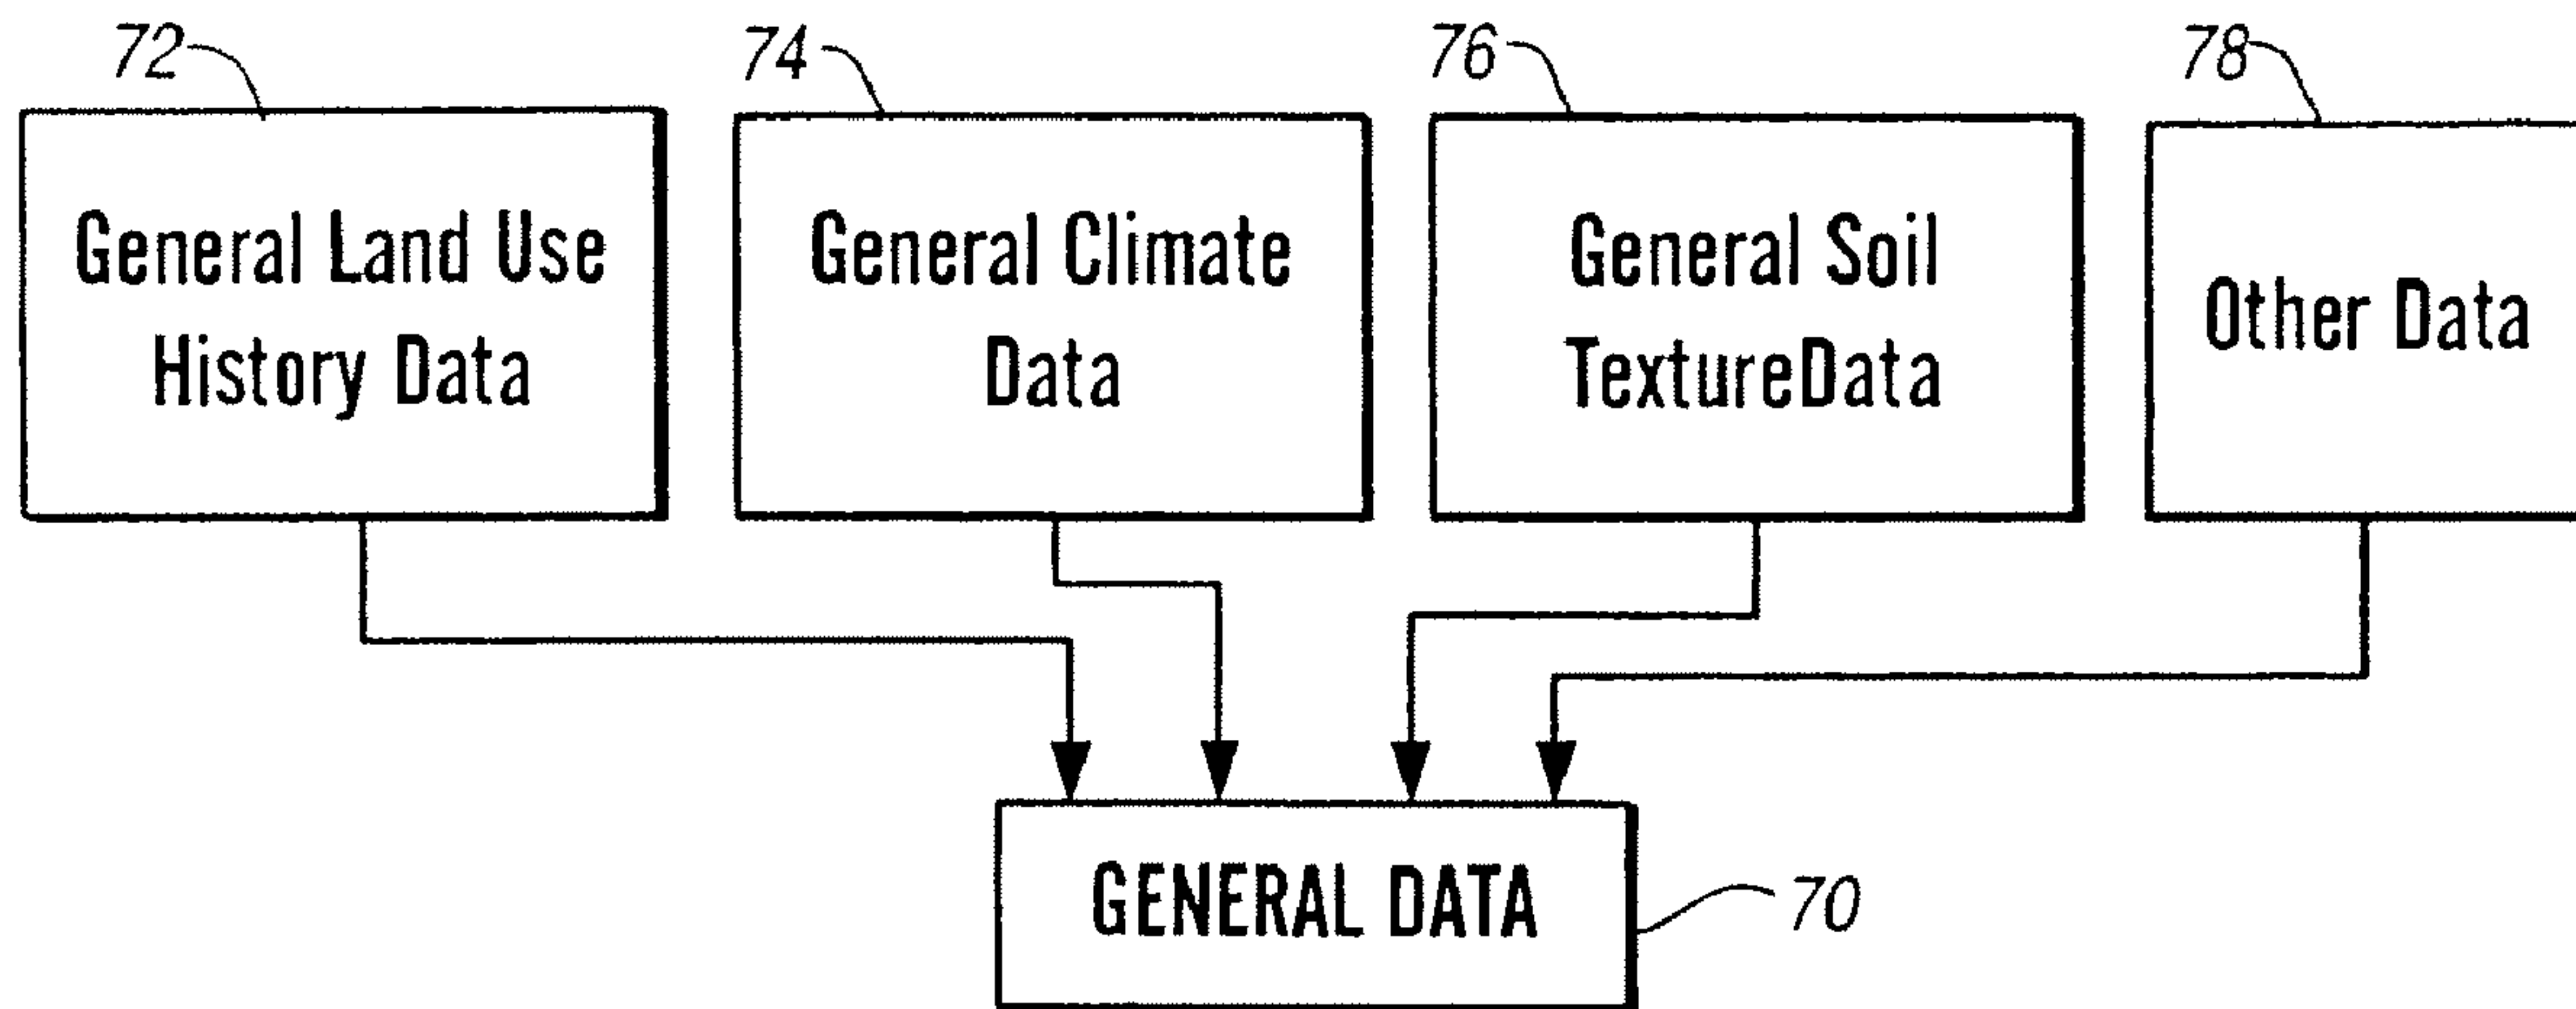 72
74
76
78
General Land Use
History Data
General Climate
Data
General Soil
TextureData
Other Data
GENERAL DATA
70